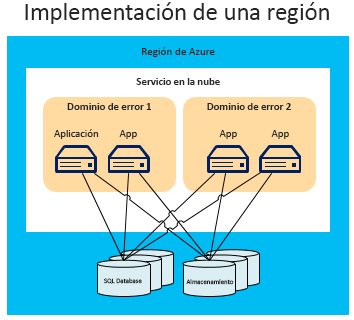 Implementación de una región
Región de Azure
Servicio en la nube
Dominio de error 1
Dominio de error 2
Aplicación
App
App
App
SQL Database
Almacenamiento